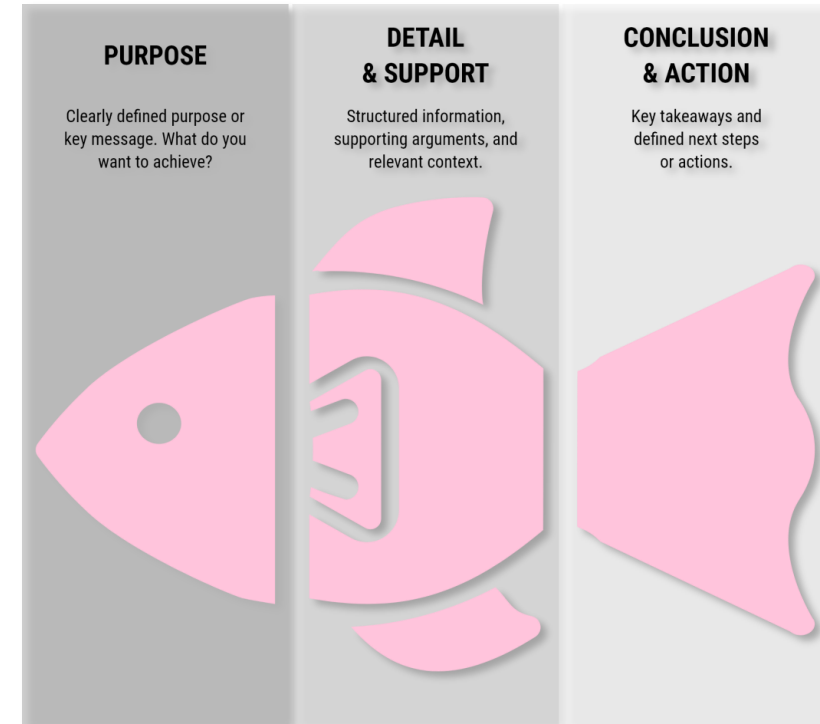 PURPOSE
Clearly defined purpose or
key message. What do you
want to achieve?
DETAIL
& SUPPORT
Structured information,
supporting arguments, and
relevant context.
CONCLUSION
& ACTION
Key takeaways and
defined next steps
or actions.